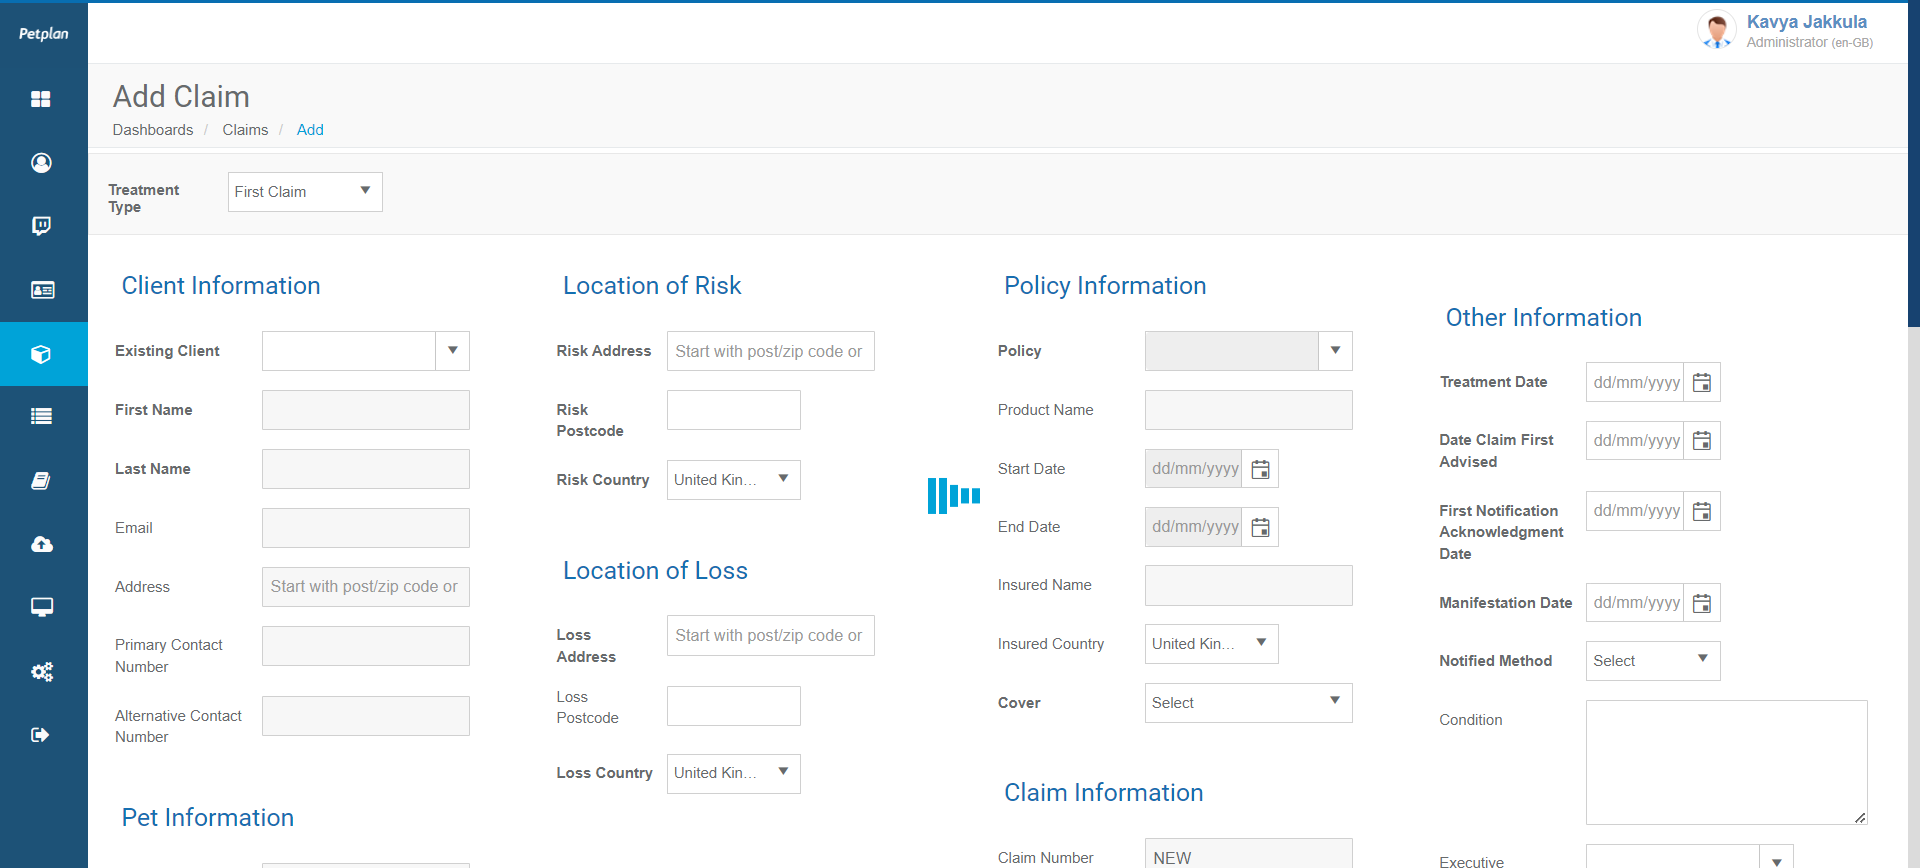 Petplan
Kavya Jakkula
Administrator (en-GB)
Add Claim
Dashboards / Claims / Add
Treatment
Type
First Claim
Client Information
Existing Client
First Name
Last Name
Email
Address
Start with post/zip code or
Primary Contact
Number
Alternative Contact
Number
Pet Information
Location of Risk
Risk Address
Start with post/zip code or
Risk
Postcode
Risk Country
United Kin...
Location of Loss
Loss
Address
Start with post/zip code or
Loss
Postcode
Loss Country
United Kin...
Policy Information
Policy
Product Name
Start Date
dd/mm/yyyy
End Date
dd/mm/yyyy
Insured Name
Insured Country
United Kin...
Cover
Select
Claim Information
Claim Number
NEW
Other Information
Treatment Date
dd/mm/yyyy
Date Claim First
Advised
dd/mm/yyyy
First Notification
Acknowledgment
Date
dd/mm/yyyy
Manifestation Date
dd/mm/yyyy
Notified Method
Select
Condition
Executive